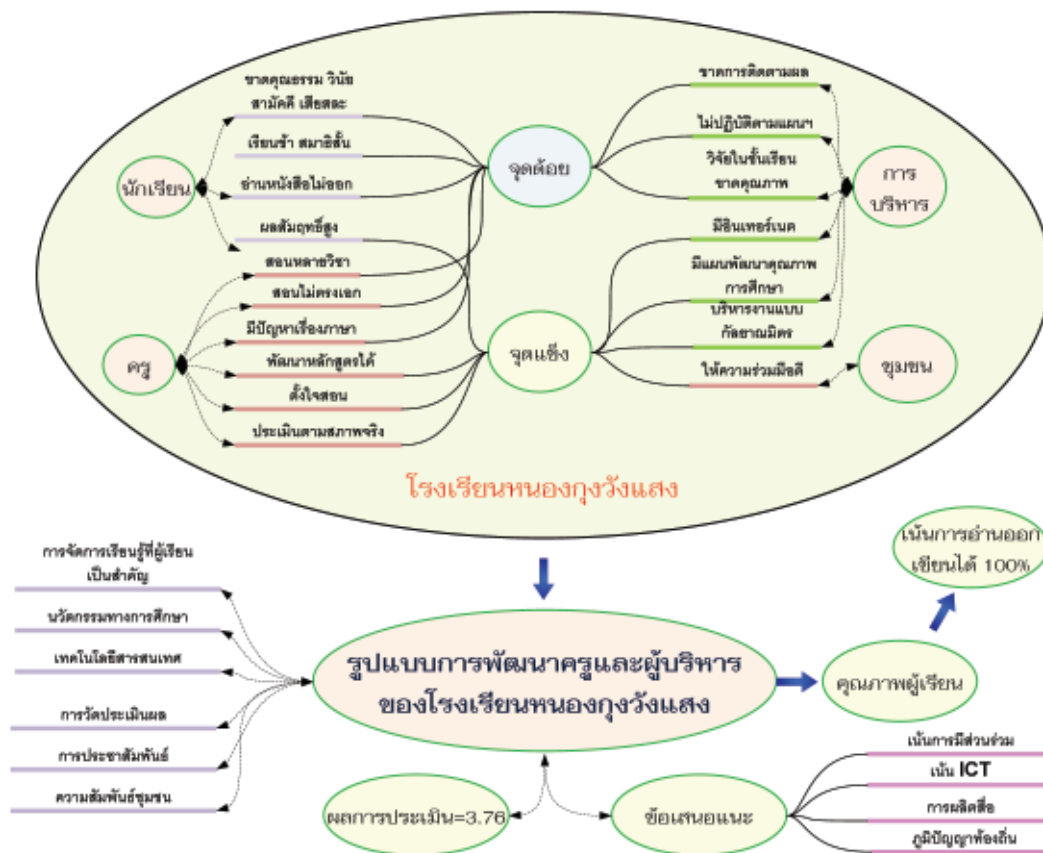 ขาดคุณธรรม วินัย
สามัคคี เสียสละ
เรียนช้า สมาธิสั้น
อ่านหนังสือไม่ออก
ผลสัมฤทธิ์สูง
นักเรียน
สอนหลายวิชา
สอนไม่ตรงเอก
มีปัญหาเรื่องภาษา
พัฒนาหลักสูตรได้
ตั้งใจสอน
ประเมินตามสภาพจริง
ครู
จุดด้อย
จุดแข็ง
ขาดการติดตามผล
ไม่ปฏิบัติตามแผนฯ
วิจัยในชั้นเรียน
ขาดคุณภาพ
มีอินเทอร์เนต
มีแผนพัฒนาคุณภาพ
การศึกษา
บริหารงานแบบ
กัลยาณมิตร
ให้ความร่วมมือดี
การ
บริหาร
ชุมชน
โรงเรียนหนองกุงวังแสง
การจัดการเรียนรู้ที่ผู้เรียน
เป็นสำคัญ
นวัตกรรมทางการศึกษา
เทคโนโลยีสารสนเทศ
การวัดประเมินผล
การประชาสัมพันธ์
ความสัมพันธ์ชุมชน
รูปแบบการพัฒนาครูและผู้บริหาร
ของโรงเรียนหนองกุงวังแสง
เน้นการอ่านออก
เขียนได้ 100%
คุณภาพผู้เรียน
ผลการประเมิน=3.76
ข้อเสนอแนะ
เน้นการมีส่วนร่วม
เน้น ICT
การผลิตสื่อ
ภูมิปัญญาท้องถิ่น